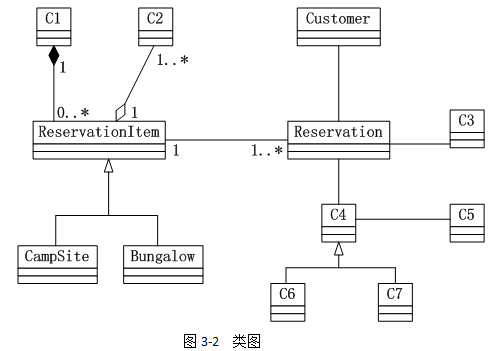 C1
C2
Customer
1
1..*
0..*
1
ReservationItem
Reservation
C3
1
1..*
C4
C5
CampSite
Bungalow
C6
C7
图 3-2 类图